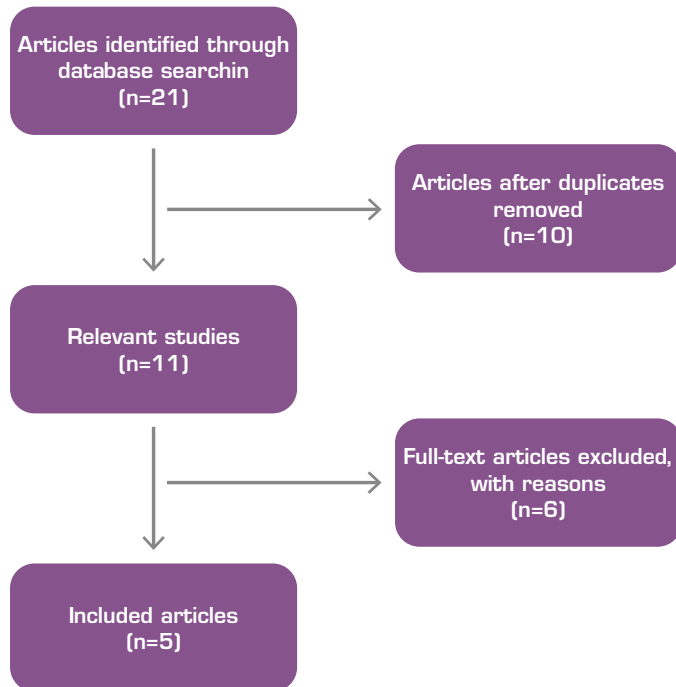 Articles identified through
database searchin
(n=21)
Articles after duplicates
removed
(n=10)
Relevant studies
(n=11)
Full-text articles excluded,
with reasons
(n=6)
Included articles
(n=5)